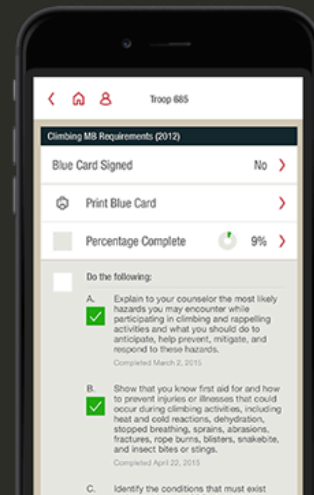 Troop 685
Climbing MB Requirements (2012)
Blue Card Signed No
Print Blue Card
Percentage Complete 9%
Do the following:
A. Explain to your counselor the most likely
hazards you may encounter while
participating in climbing and rappelling
activities and what you should do to
anticipate, help prevent, mitigate, and
respond to these hazards.
Completed March 2, 2015
B. Show that you know first aid for and how
to prevent injuries or illnesses that could
occur during climbing activities, including
heat and cold reactions, dehydration,
stopped breathing, sprains, abrasions,
fractures, rope burns, blisters, snakebite,
and insect bites or stings.
Completed April 22, 2015
C. Identify the conditions that must exist